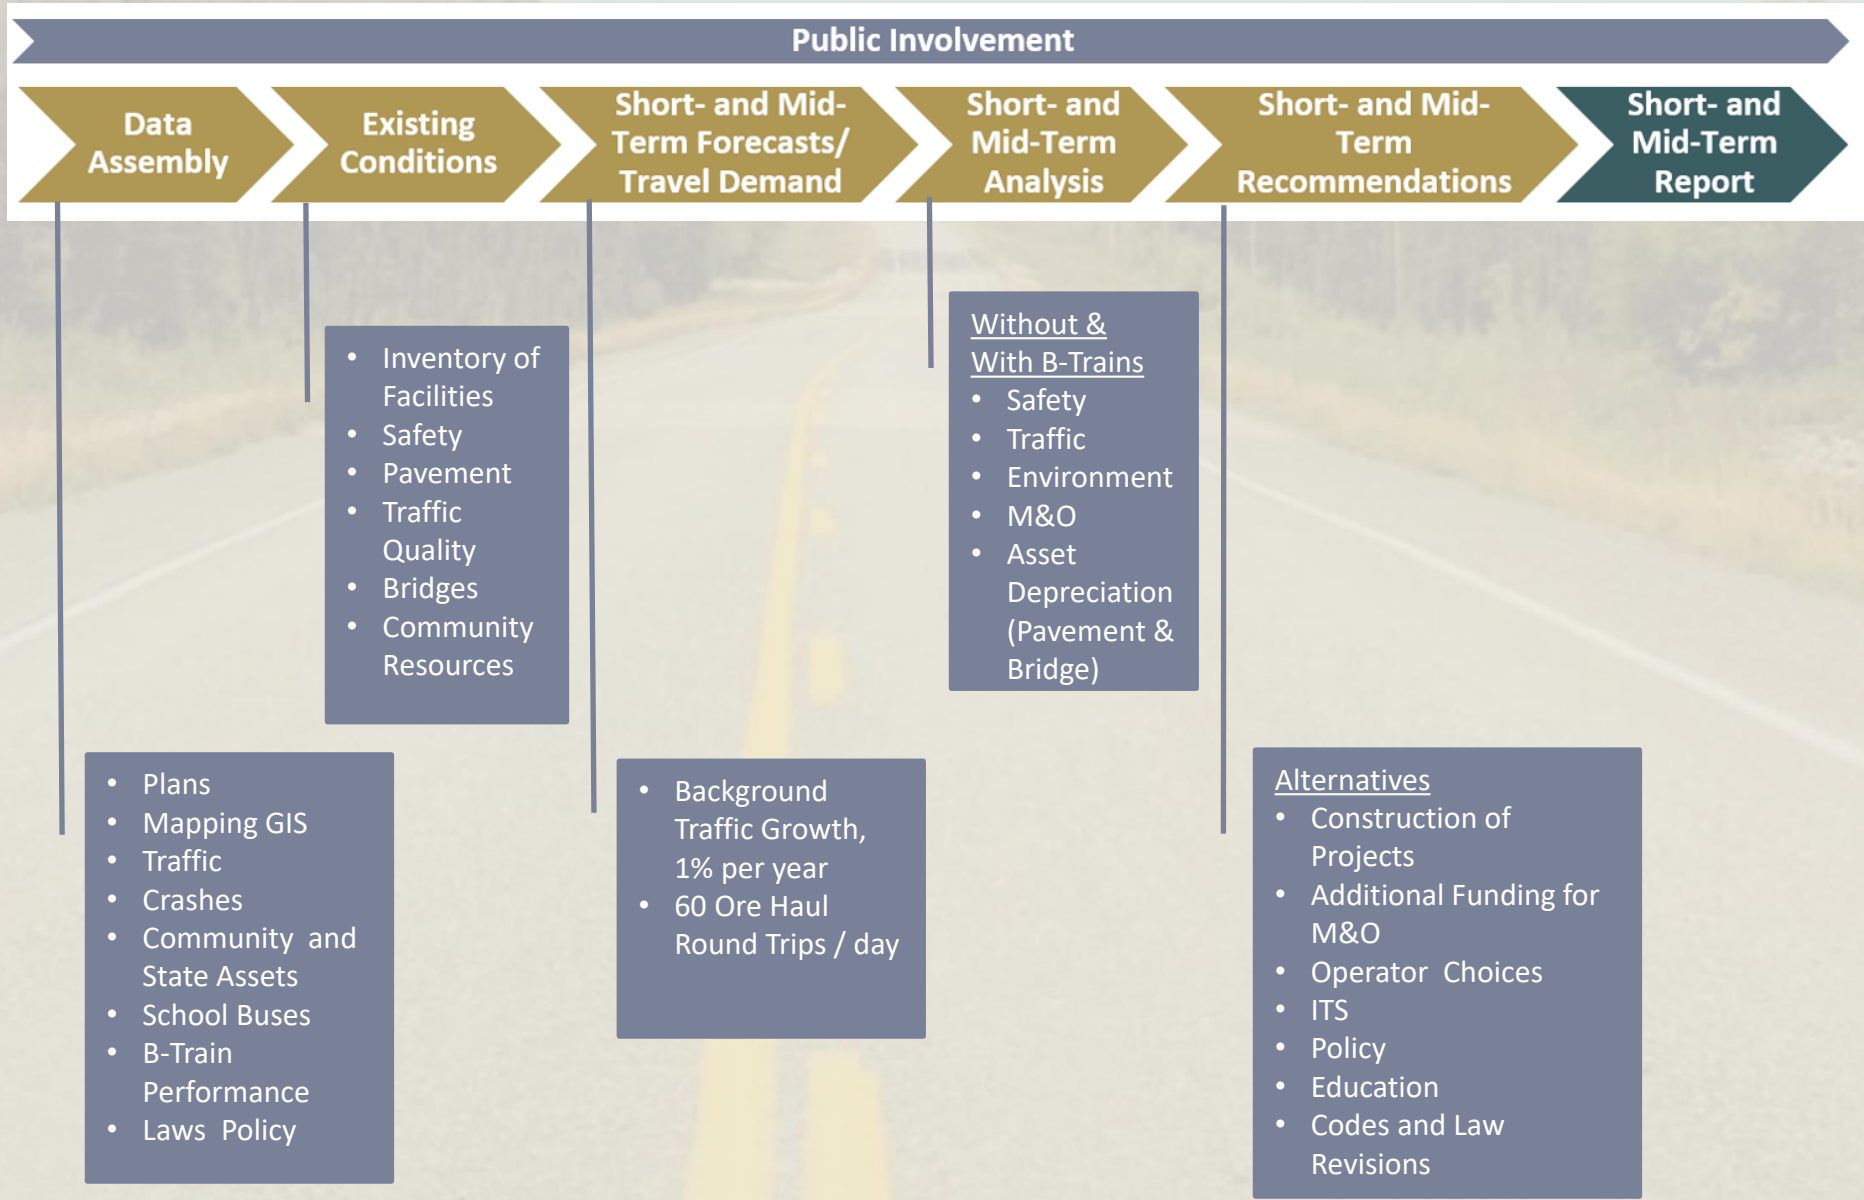 Public Involvement
Data
Assembly
Existing
Conditions
Short- and Mid-
Term Forecasts/
Travel Demand
Short- and
Mid-Term
Analysis
Short- and Mid-
Term
Recommendations
Short- and
Mid-Term
Report
• Plans
• Mapping GIS
• Traffic
• Crashes
• Community  and
State Assets
• School Buses
• B-Train
Performance
• Laws  Policy
• Inventory of
Facilities
• Safety
• Pavement
• Traffic
Quality
• Bridges
• Community
Resources
• Background
Traffic Growth,
1% per year
• 60 Ore Haul
Round Trips / day
Without &
With B-Trains
• Safety
• Traffic
• Environment
• M&O
• Asset
Depreciation
(Pavement &
Bridge)
Alternatives
• Construction of
Projects
• Additional Funding for
M&O
• Operator  Choices
• ITS
• Policy
• Education
• Codes and Law
Revisions